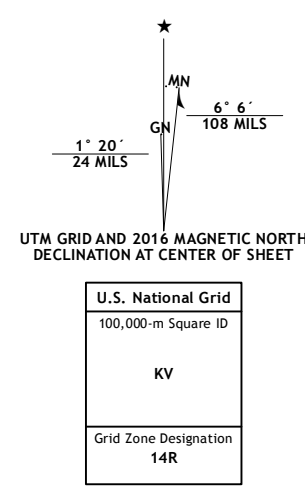 ★
MN
GN
6° 6´
108 MILS
1° 20´
24 MILS
UTM GRID AND 2016 MAGNETIC NORTH
DECLINATION AT CENTER OF SHEET
U.S. National Grid
100,000-m Square ID
KV
Grid Zone Designation
14R